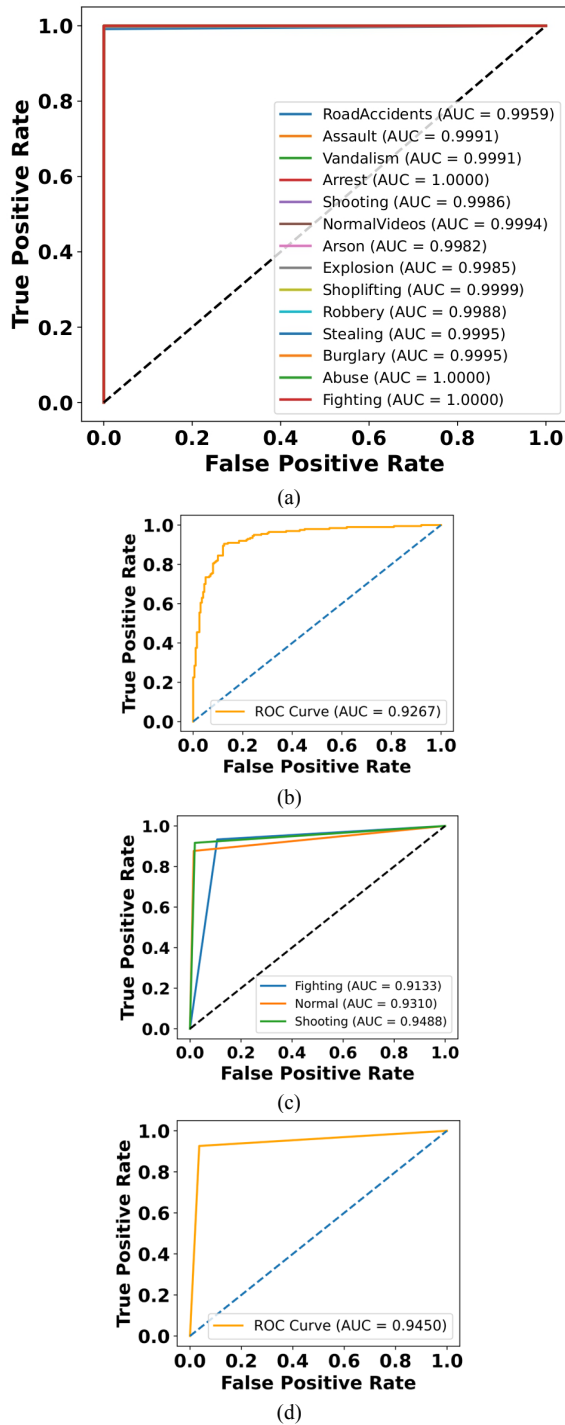 1.0
0.8
0.6
0.4
0.2
0.0
True Positive Rate
RoadAccidents (AUC = 0.9959)
Assault (AUC = 0.9991)
Vandalism (AUC = 0.9991)
Arrest (AUC = 1.0000)
Shooting (AUC = 0.9986)
NormalVideos (AUC = 0.9994)
Arson (AUC = 0.9982)
Explosion (AUC = 0.9985)
Shoplifting (AUC = 0.9999)
Robbery (AUC = 0.9988)
Stealing (AUC = 0.9995)
Burglary (AUC = 0.9995)
Abuse (AUC = 1.0000)
Fighting (AUC = 1.0000)
0.0 0.2 0.4 0.6 0.8 1.0
False Positive Rate
(a)
1.0
0.8
0.6
0.4
0.2
0.0
True Positive Rate
ROC Curve (AUC = 0.9267)
0.0 0.2 0.4 0.6 0.8 1.0
False Positive Rate
(b)
1.0
0.8
0.6
0.4
0.2
0.0
True Positive Rate
Fighting (AUC = 0.9133)
Normal (AUC = 0.9310)
Shooting (AUC = 0.9488)
0.0 0.2 0.4 0.6 0.8 1.0
False Positive Rate
(c)
1.0
0.8
0.6
0.4
0.2
0.0
True Positive Rate
ROC Curve (AUC = 0.9450)
0.0 0.2 0.4 0.6 0.8 1.0
False Positive Rate
(d)